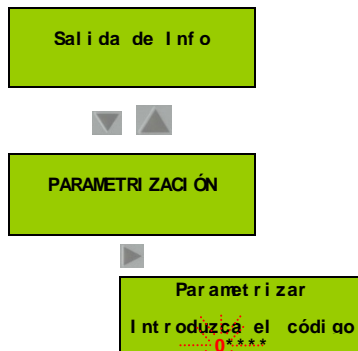 Salida de Info
PARAMETRIZACIÓN
Parametrizar
Introduzca el código
0****